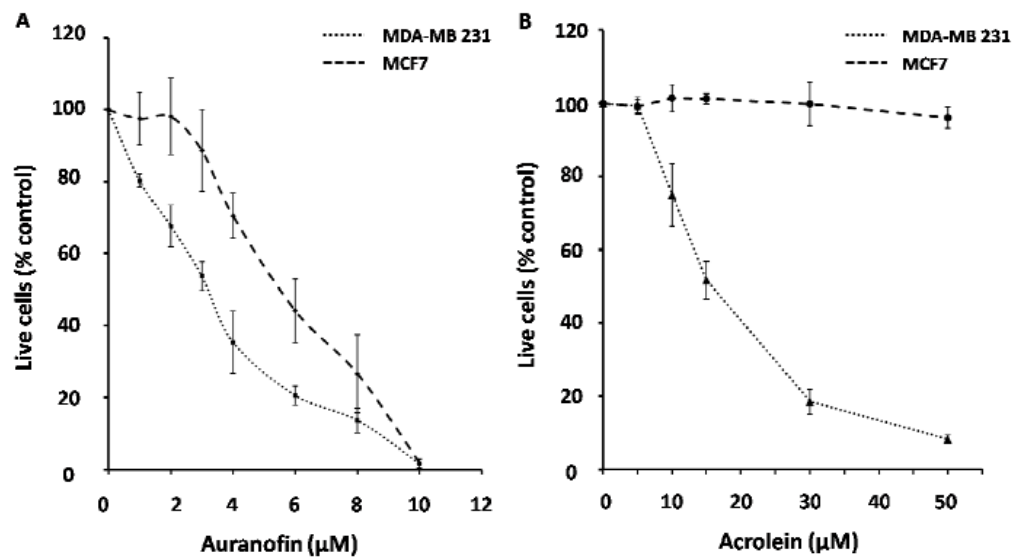 A
MDA-MB 231
MCF7
120
100
80
60
40
20
0
Live cells (% control)
0 2 4 6 8 10 12
Auranofin (µM)
B
MDA-MB 231
MCF7
120
100
80
60
40
20
0
Live cells (% control)
0 10 20 30 40 50
Acrolein (µM)